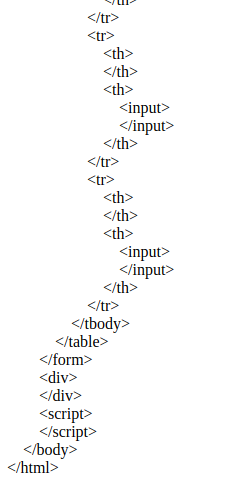 </th>
</tr>
<tr>
<th>
</th>
<th>
<input>
</input>
</th>
</tr>
<tr>
<th>
</th>
<th>
<input>
</input>
</th>
</tr>
</tbody>
</table>
</form>
<div>
</div>
<script>
</script>
</body>
</html>